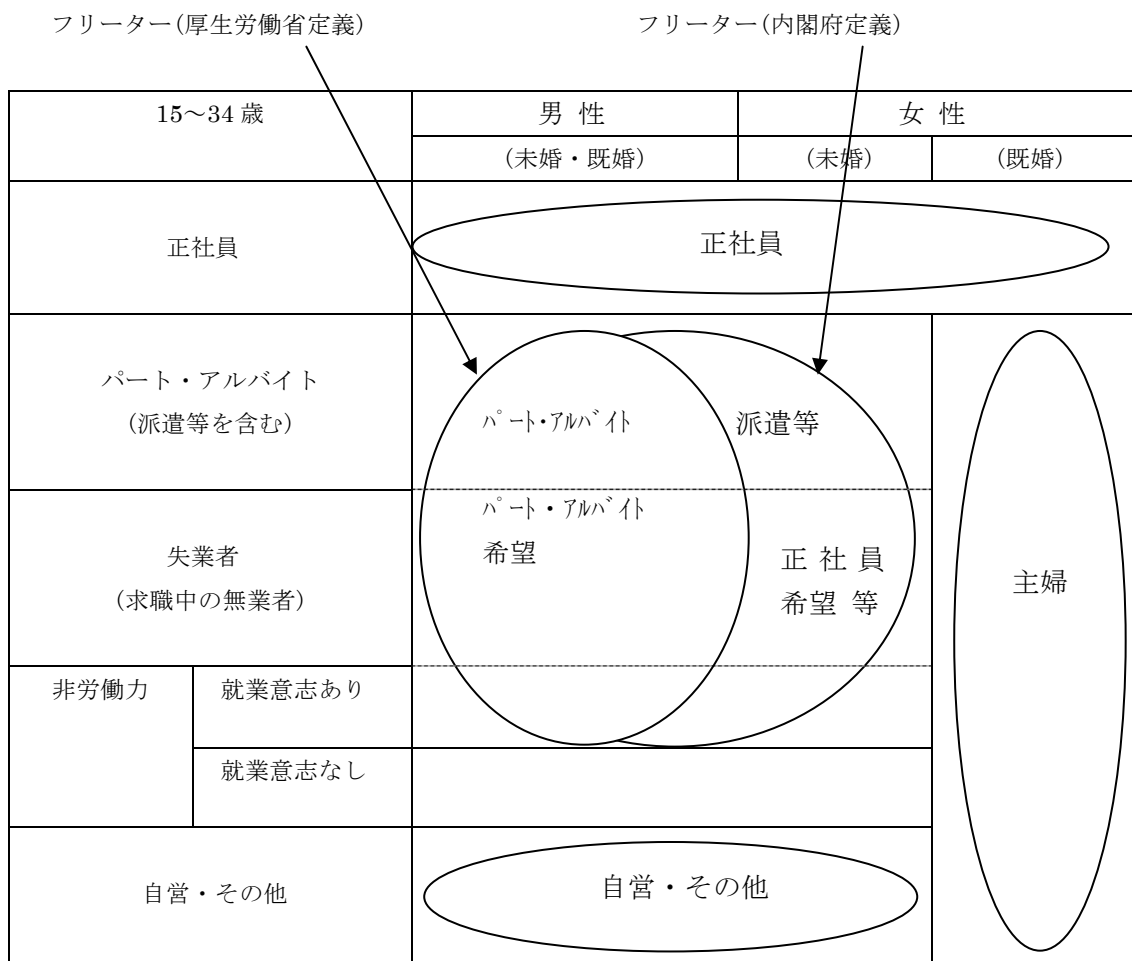 フリーター(厚生労働省定義) フリーター(内閣府定義)
15～34 歳 男 性 女 性
(未婚・既婚) (未婚) (既婚)
正社員 正社員
パート・アルバイト
(派遣等を含む)
ﾊﾟｰﾄ・ｱﾙﾊﾞｲﾄ 派遣等
失業者
(求職中の無業者)
ﾊﾟｰﾄ・ｱﾙﾊﾞｲﾄ
希望
正 社 員
希望 等
主婦
非労働力 就業意志あり
就業意志なし
自営・その他 自営・その他